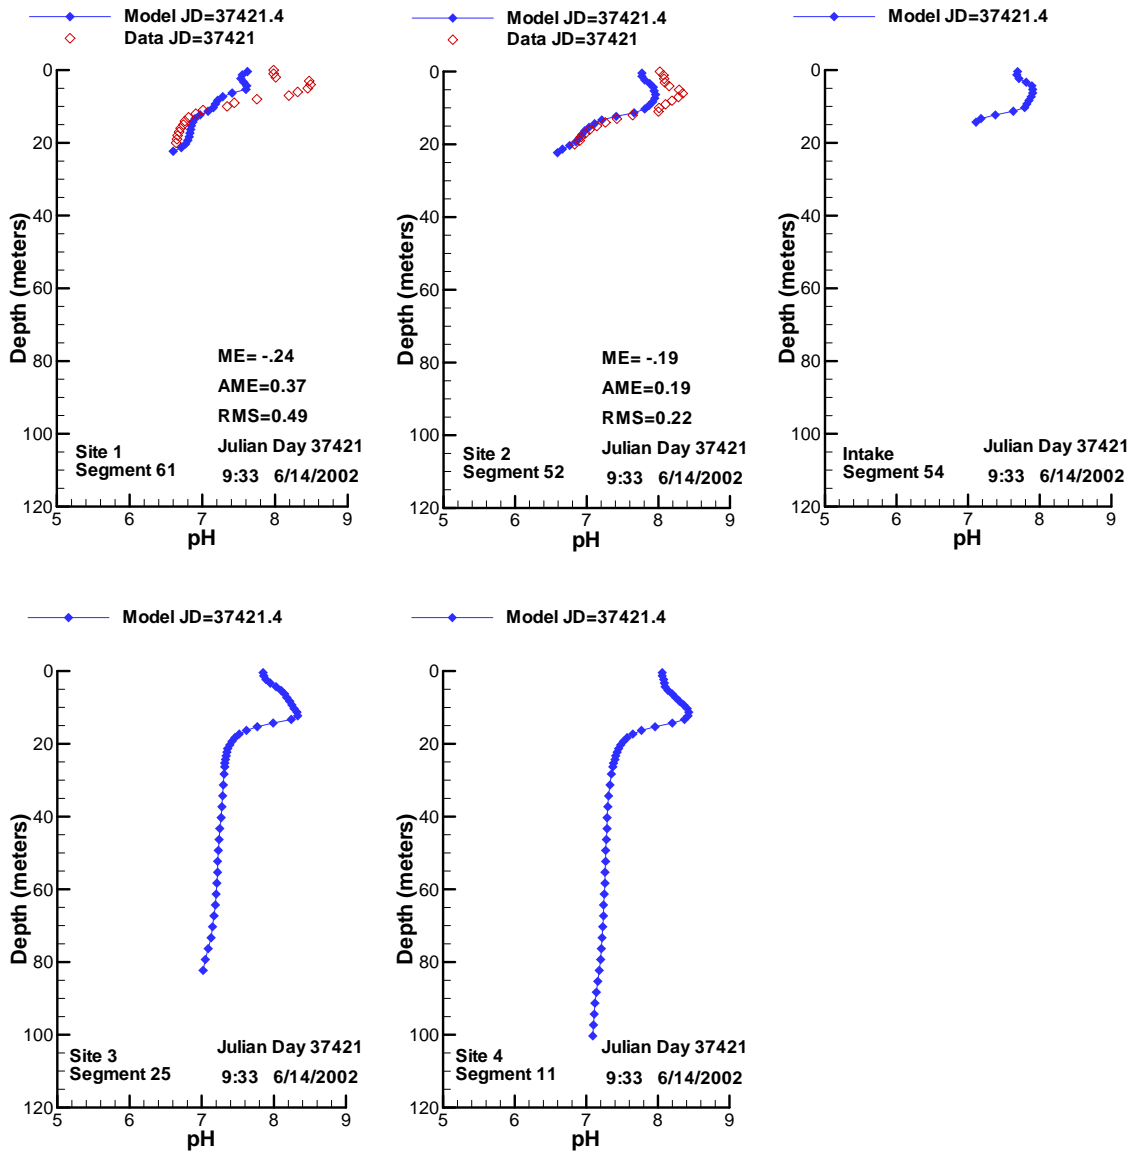 Model JD=37421.4
Data JD=37421
0
20
40
60
80
100
120
Depth (meters)
ME= -.24
AME=0.37
RMS=0.49
Site 1
Segment 61
Julian Day 37421
9:33 6/14/2002
5 6 7 8 9
pH
Model JD=37421.4
Data JD=37421
0
20
40
60
80
100
120
Depth (meters)
ME= -.19
AME=0.19
RMS=0.22
Site 2
Segment 52
Julian Day 37421
9:33 6/14/2002
5 6 7 8 9
pH
Model JD=37421.4
0
20
40
60
80
100
120
Depth (meters)
Intake
Segment 54
Julian Day 37421
9:33 6/14/2002
5 6 7 8 9
pH
Model JD=37421.4
0
20
40
60
80
100
120
Depth (meters)
Site 3
Segment 25
Julian Day 37421
9:33 6/14/2002
5 6 7 8 9
pH
Model JD=37421.4
0
20
40
60
80
100
120
Depth (meters)
Site 4
Segment 11
Julian Day 37421
9:33 6/14/2002
5 6 7 8 9
pH